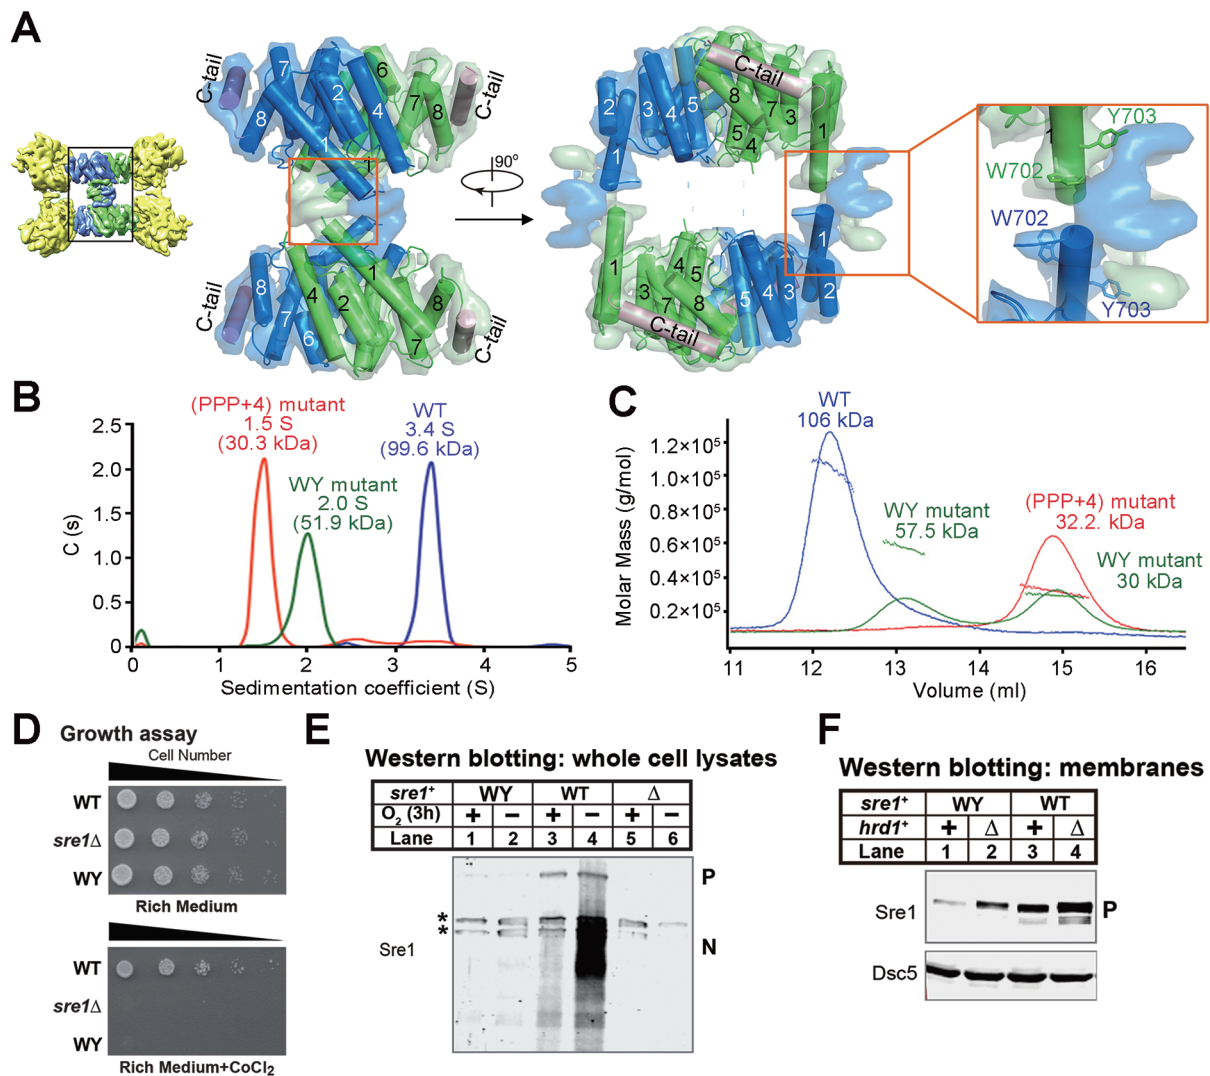 A
C-tail
7
2
6
4
7
8
C-tail
8
1
1
90°
8
4
2
1
8
C-tail
7
6
7
C-tail
C-tail
2
3
4
5
8
7
3
5
4
1
1
1
4
5
3
7
8
5
4
3
2
1
C-tail
1
Y703
W702
W702
1
Y703
B
(PPP+4) mutant
1.5 S
(30.3 kDa)
WT
3.4 S
(99.6 kDa)
WY mutant
2.0 S
(51.9 kDa)
C (s)
2.5
2.0
1.5
1.0
0.5
0
0
1
2
3
4
5
Sedimentation coefficient (S)
C
WT
106 kDa
WY mutant
57.5 kDa
(PPP+4) mutant
32.2. kDa
WY mutant
30 kDa
Molar Mass (g/mol)
1.2×10⁵
1.0×10⁵
0.8×10⁵
0.6×10⁵
0.4×10⁵
0.2×10⁵
11
12
13
14
15
16
Volume (ml)
D
Growth assay
Cell Number
WT
sre1Δ
WY
Rich Medium
WT
sre1Δ
WY
Rich Medium+CoCl₂
E
Western blotting: whole cell lysates
sre1⁺ WY WT Δ
O₂ (3h) + − + − + −
Lane 1 2 3 4 5 6
P
*
*
Sre1
N
F
Western blotting: membranes
sre1⁺ WY WT
hrd1⁺ + Δ + Δ
Lane 1 2 3 4
Sre1
P
Dsc5